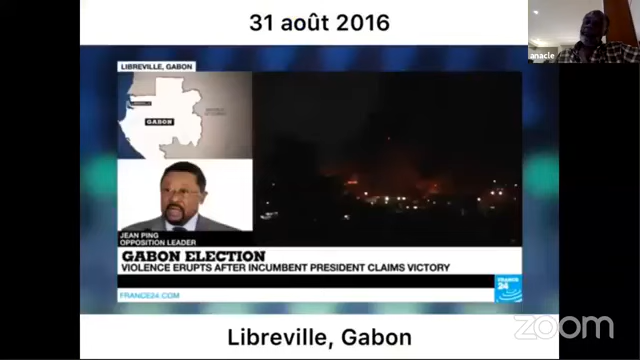 31 août 2016
anacle
LIBREVILLE, GABON
GABON
JEAN PING
OPPOSITION LEADER
GABON ELECTION
VIOLENCE ERUPTS AFTER INCUMBENT PRESIDENT CLAIMS VICTORY
FRANCE24.COM
FRANCE
24
zoom
Libreville, Gabon